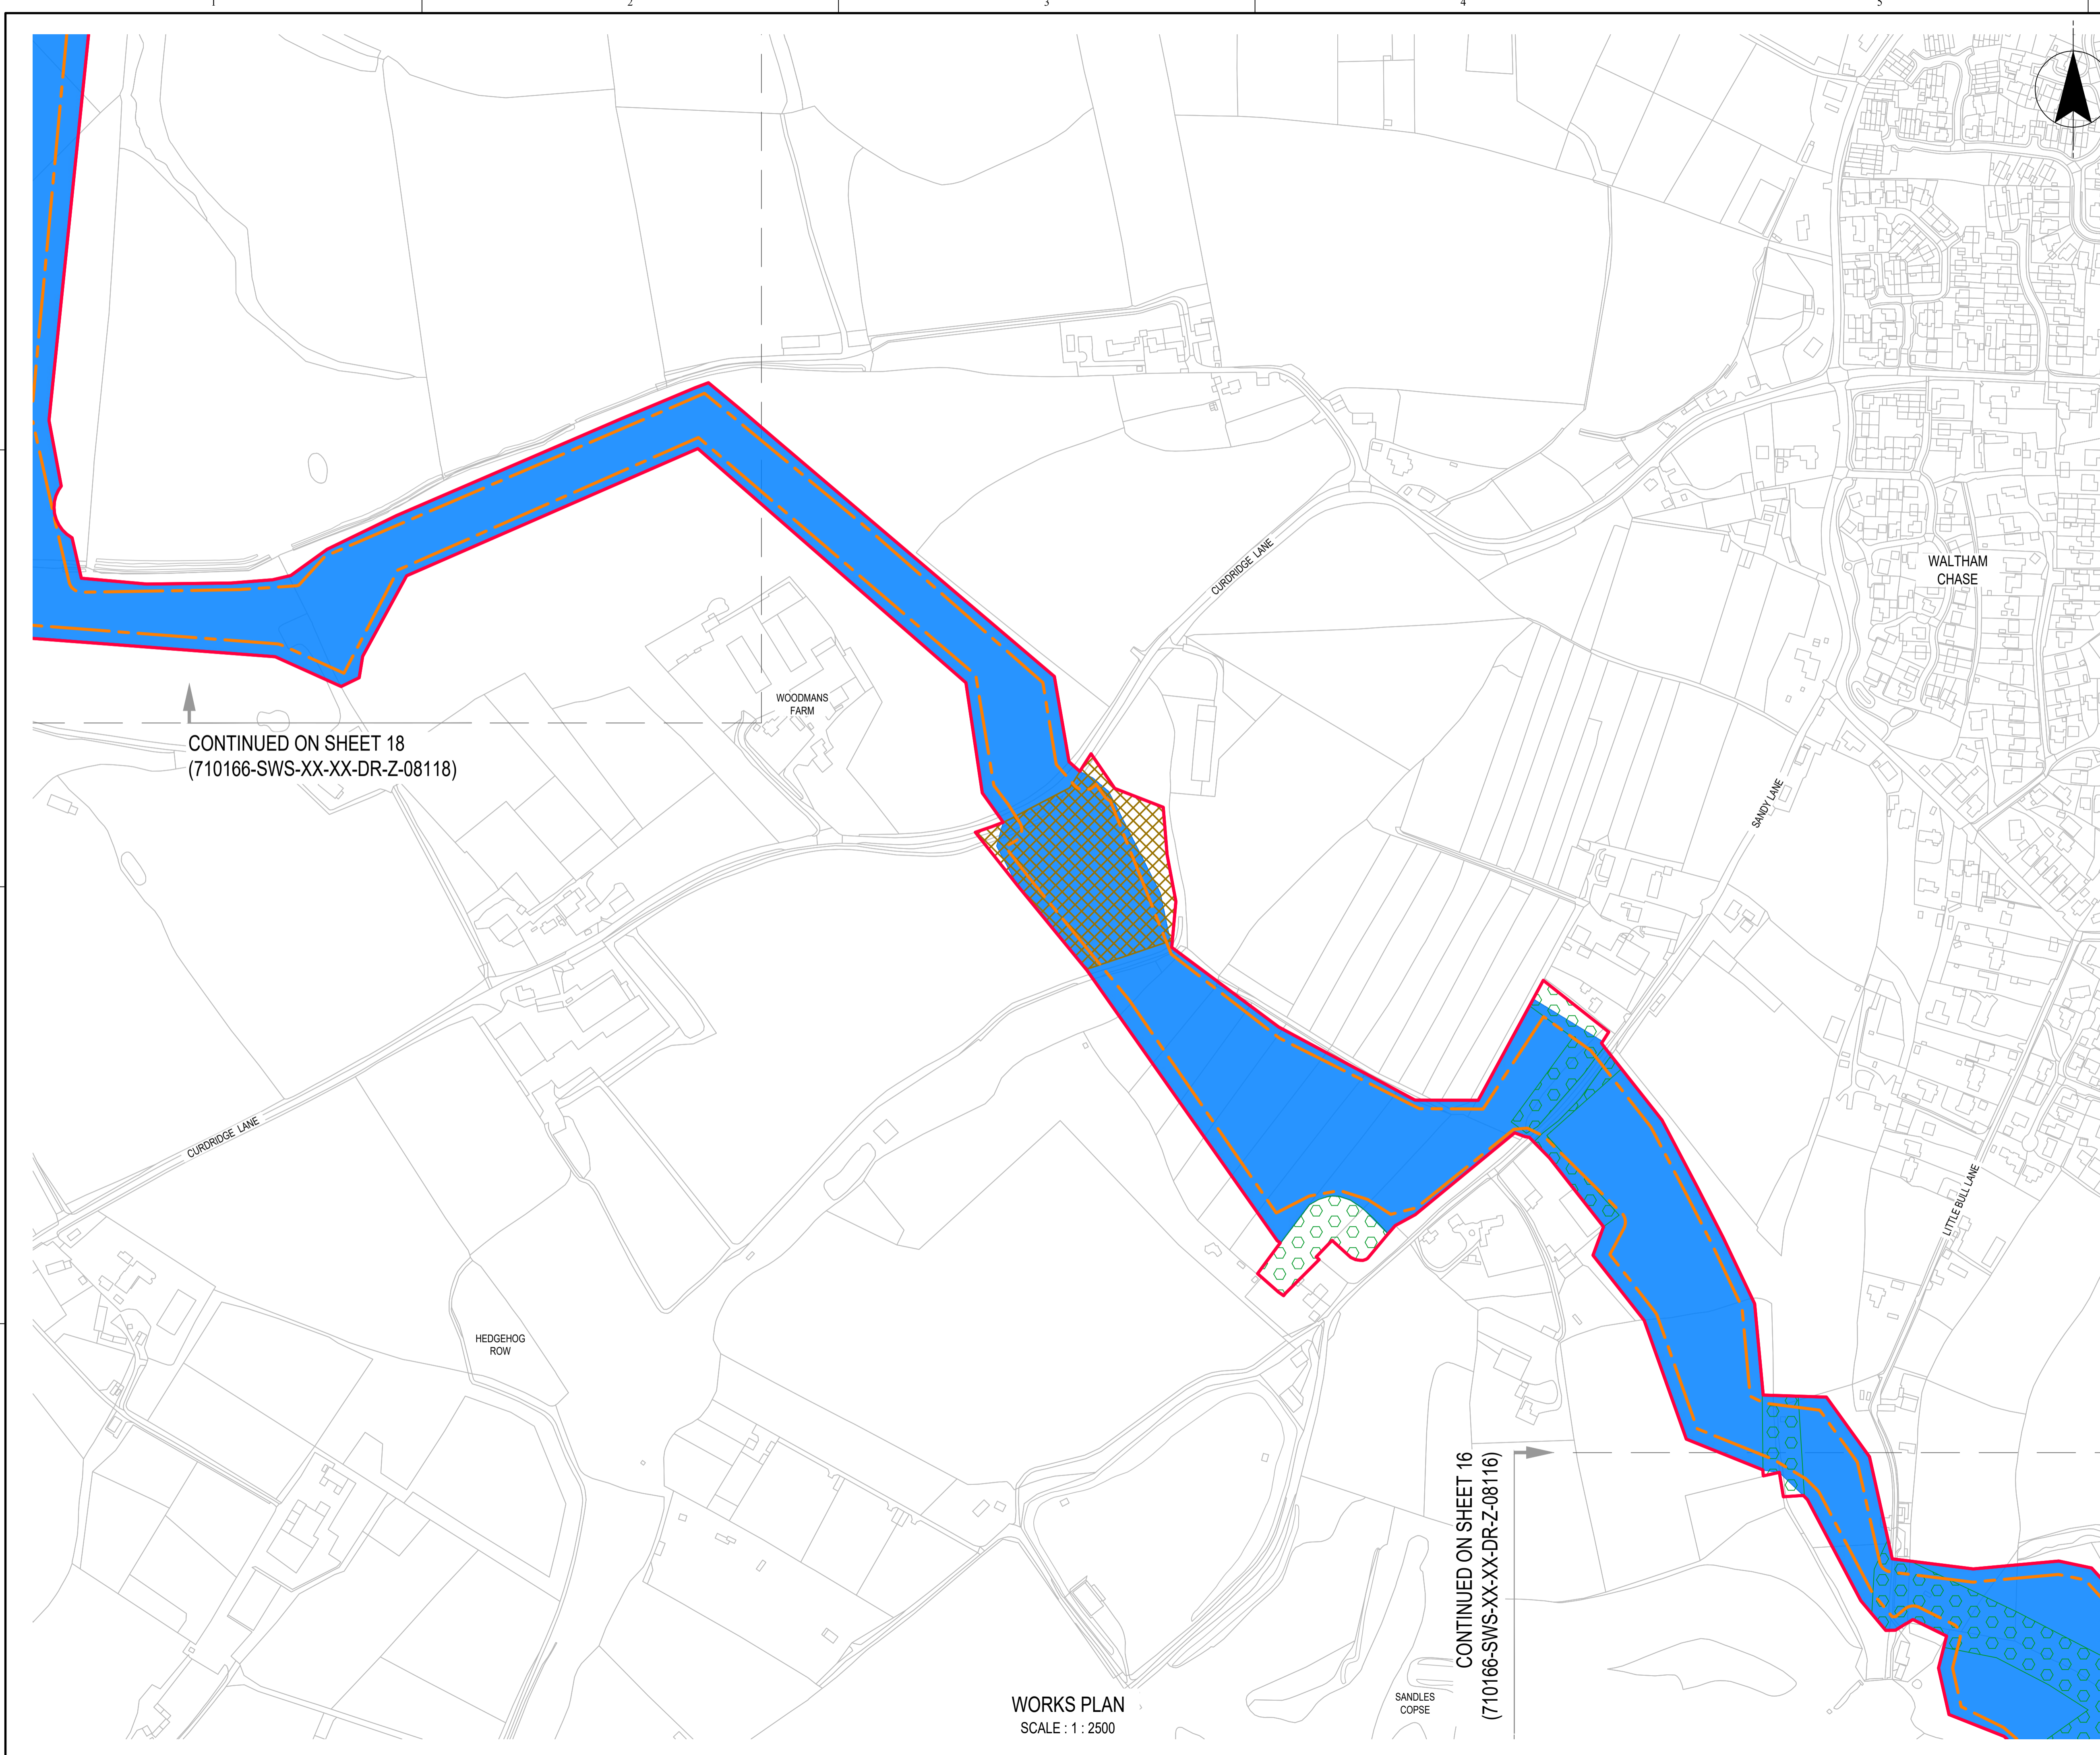 1
2
3
4
5
CURDRIDGE LANE
WALTHAM
CHASE
WOODMANS
FARM
CONTINUED ON SHEET 18
(710166-SWS-XX-XX-DR-Z-08118)
SANDY LANE
CURDRIDGE LANE
LITTLE BULL LANE
HEDGEHOG
ROW
CONTINUED ON SHEET 16
(710166-SWS-XX-XX-DR-Z-08116)
SANDLES
COPSE
WORKS PLAN
SCALE : 1 : 2500